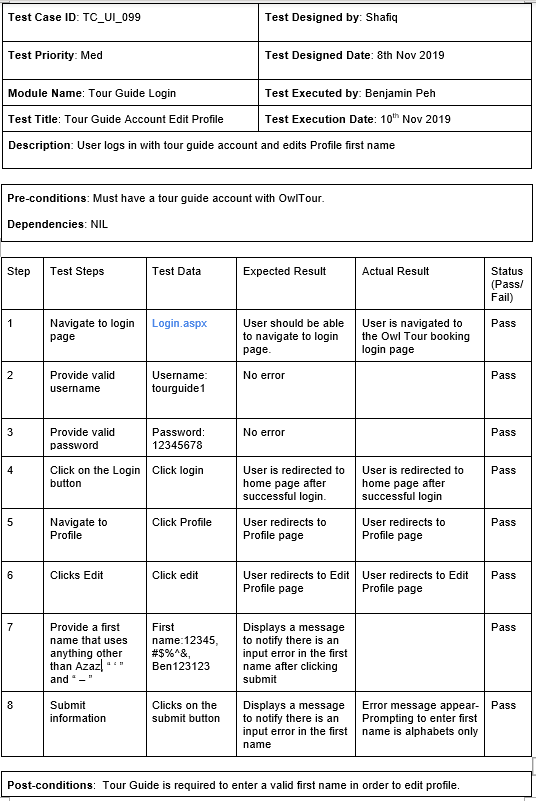 Test Case ID: TC_UI_099
Test Designed by: Shafiq
Test Priority: Med
Test Designed Date: 8th Nov 2019
Module Name: Tour Guide Login
Test Executed by: Benjamin Peh
Test Title: Tour Guide Account Edit Profile
Test Execution Date: 10th Nov 2019
Description: User logs in with tour guide account and edits Profile first name
Pre-conditions: Must have a tour guide account with OwlTour.
Dependencies: NIL
Step
Test Steps
Test Data
Expected Result
Actual Result
Status
(Pass/
Fail)
1
Navigate to login
page
Login.aspx
User should be able
to navigate to login
page.
User is navigated to
the Owl Tour booking
login page
Pass
2
Provide valid
username
Username:
tourguide1
No error
Pass
3
Provide valid
password
Password:
12345678
No error
Pass
4
Click on the Login
button
Click login
User is redirected to
home page after
successful login.
User is redirected to
home page after
successful login
Pass
5
Navigate to
Profile
Click Profile
User redirects to
Profile page
User redirects to
Profile page
Pass
6
Clicks Edit
Click edit
User redirects to Edit
Profile page
User redirects to Edit
Profile page
Pass
7
Provide a first
name that uses
anything other
than Azaz, “ ‘ ”
and “ – ”
First
name:12345,
#$%^&,
Ben123123
Displays a message
to notify there is an
input error in the first
name after clicking
submit
Pass
8
Submit
information
Clicks on the
submit button
Displays a message
to notify there is an
input error in the first
name
Error message appear-
Prompting to enter first
name is alphabets only
Pass
Post-conditions: Tour Guide is required to enter a valid first name in order to edit profile.